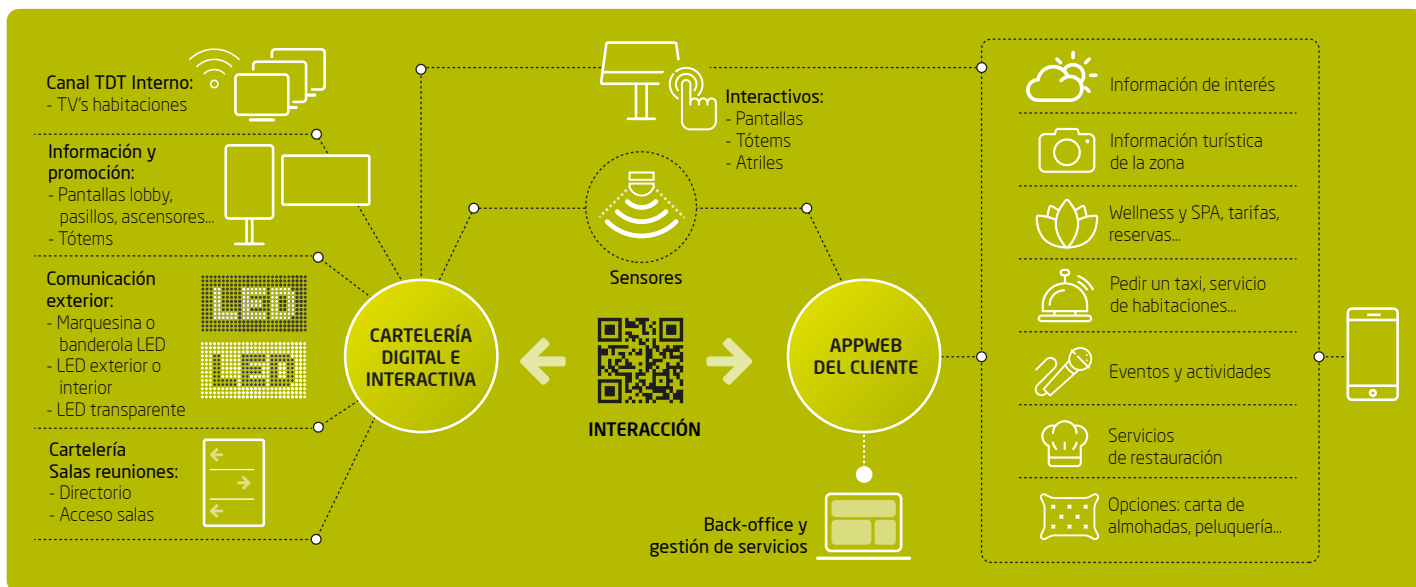 Canal TDT Interno:
- TV's habitaciones
Información y
promoción:
- Pantallas lobby,
pasillos, ascensores...
- Tótems
Comunicación
exterior:
- Marquesina o
banderola LED
- LED exterior o
interior
- LED transparente
LED
LED
Cartelería
Salas reuniones:
- Directorio
- Acceso salas
CARTELERÍA
DIGITAL E
INTERACTIVA
Interactivos:
- Pantallas
- Tótems
- Atriles
Sensores
INTERACCIÓN
APPWEB
DEL CLIENTE
Back-office y
gestión de servicios
Información de interés
Información turística
de la zona
Wellness y SPA, tarifas,
reservas...
Pedir un taxi, servicio
de habitaciones...
Eventos y actividades
Servicios
de restauración
Opciones: carta de
almohadas, peluquería...